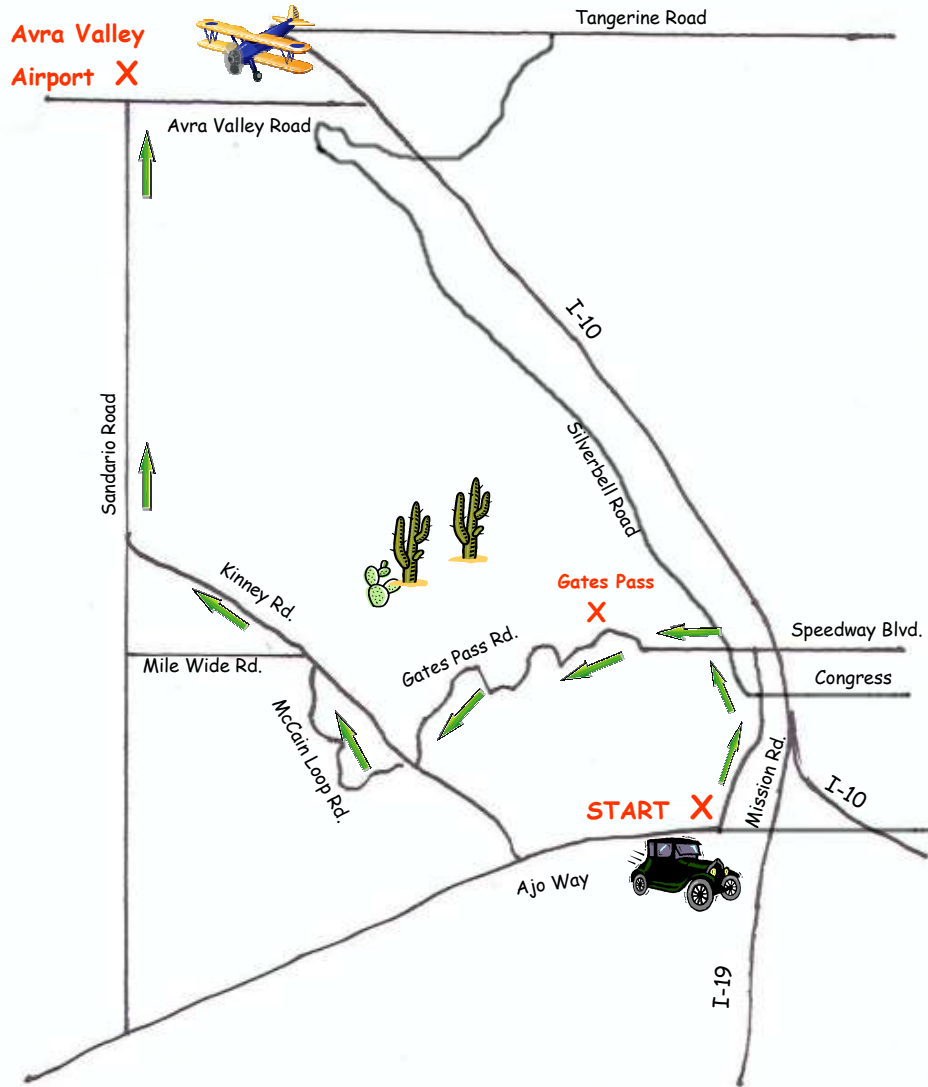 Tangerine Road
Avra Valley
Airport X
Avra Valley Road
I-10
Sandario Road
Silverbell Road
Kinney Rd.
Gates Pass
X
Speedway Blvd.
Gates Pass Rd.
Mile Wide Rd.
Congress
McCain Loop Rd.
Mission Rd.
I-10
START X
Ajo Way
I-19